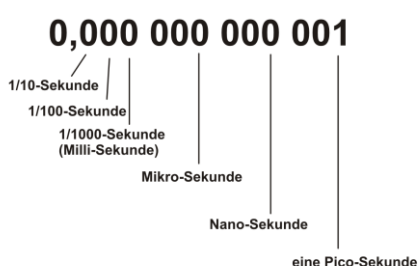 0,000 000 000 001
1/10-Sekunde
1/100-Sekunde
1/1000-Sekunde
(Milli-Sekunde)
Mikro-Sekunde
Nano-Sekunde
eine Pico-Sekunde